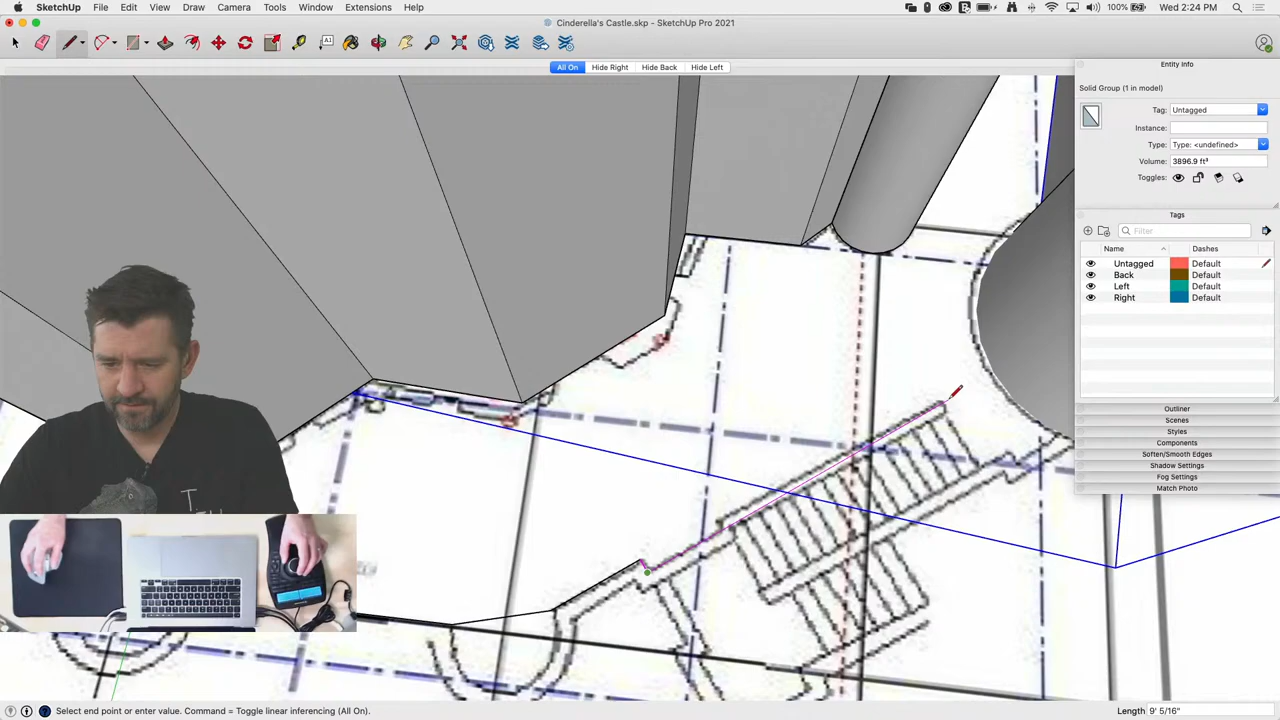 SketchUp File Edit View Draw Camera Tools Window Extensions Help 100% Wed 2:24 PM
Cinderella's Castle.skp - SketchUp Pro 2021
All On Hide Right Hide Back Hide Left
Entity Info
Solid Group (1 in model)
Tag: Untagged
Instance:
Type: Type: <undefined>
Volume: 3896.9 ft³
Toggles:
Tags
Filter
Name Dashes
Untagged Default
Back Default
Left Default
Right Default
Outliner
Scenes
Styles
Components
Soften/Smooth Edges
Shadow Settings
Fog Settings
Match Photo
Select end point or enter value. Command = Toggle linear inferencing (All On).
Length 9' 5/16"